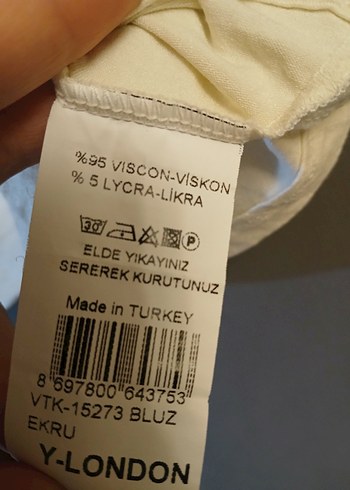 %95 VISCON-VİSKON
% 5 LYCRA-LİKRA
30 P
ELDE YIKAYINIZ
SEREREK KURUTUNUZ
Made in TURKEY
8 697800 643753
VTK-15273 BLUZ
EKRU
Y-LONDON